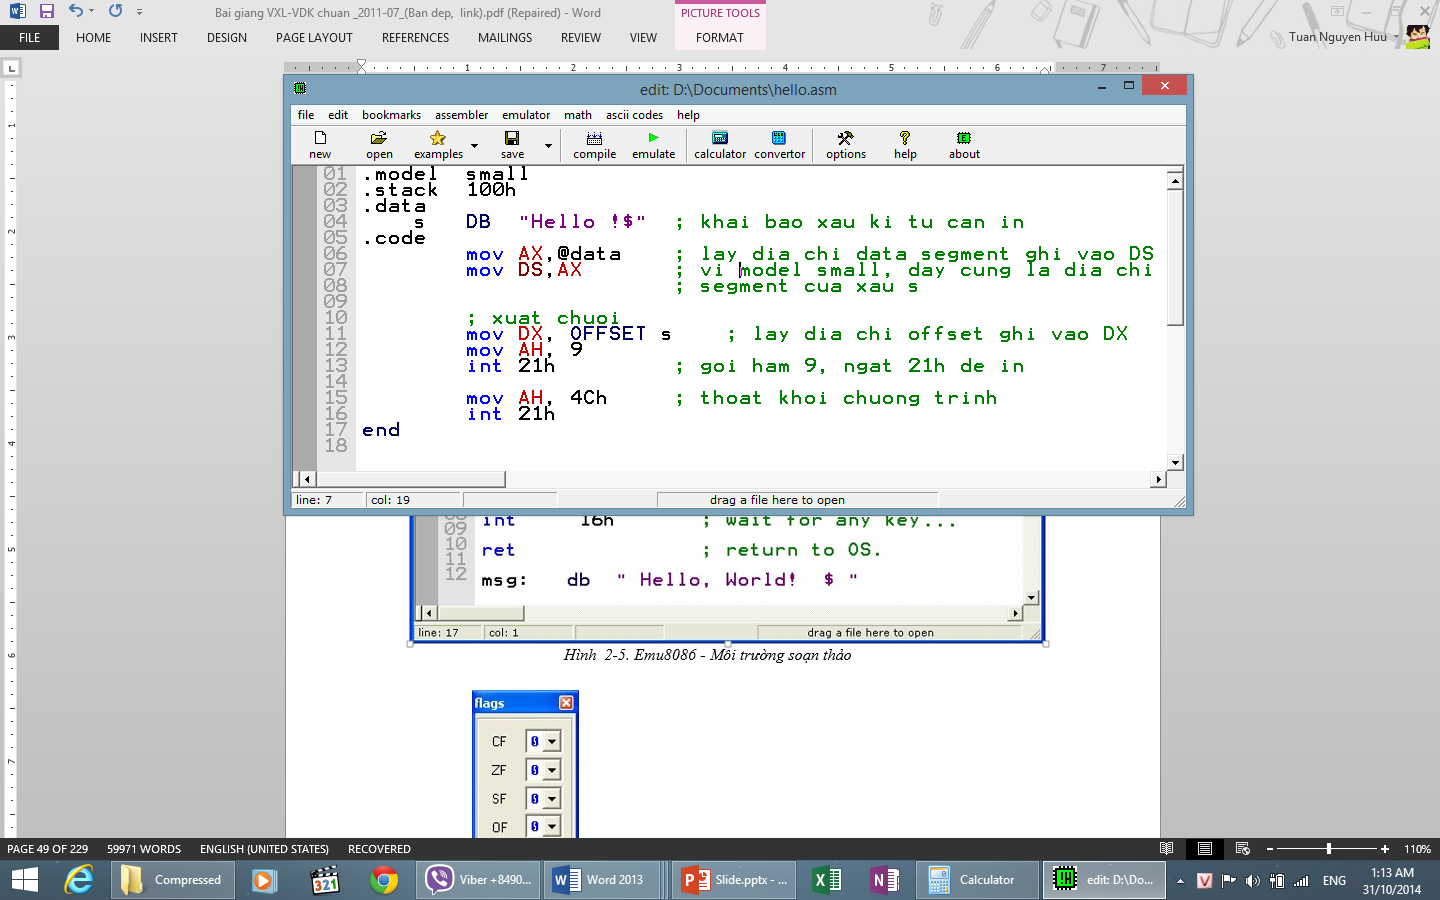 Bai giang VXL-VDK chuan _2011-07_(Ban dep,  link).pdf (Repaired) - Word
PICTURE TOOLS
FILE HOME INSERT DESIGN PAGE LAYOUT REFERENCES MAILINGS REVIEW VIEW FORMAT
Tuan Nguyen Huu
edit: D:\Documents\hello.asm
file edit bookmarks assembler emulator math ascii codes help
new open examples save compile emulate calculator convertor options help about
01 .model small
02 .stack 100h
03 .data
04 s DB "Hello !$" ; khai bao xau ki tu can in
05 .code
06 mov AX,@data ; lay dia chi data segment ghi vao DS
07 mov DS,AX ; vi model small, day cung la dia chi
08 ; segment cua xau s
09
10 ; xuat chuoi
11 mov DX, OFFSET s ; lay dia chi offset ghi vao DX
12 mov AH, 9
13 int 21h ; goi ham 9, ngat 21h de in
14
15 mov AH, 4Ch ; thoat khoi chuong trinh
16 int 21h
17 end
18
line: 7 col: 19 drag a file here to open
int 16h ; wait for any key...
09
10 ret ; return to OS.
11
12 msg: db " Hello, World!  $ "
line: 17 col: 1 drag a file here to open
Hình  2-5. Emu8086 - Môi trường soạn thảo
flags
CF 0
ZF 0
SF 0
OF 0
PAGE 49 OF 229 59971 WORDS ENGLISH (UNITED STATES) RECOVERED 110%
Compressed 321 Viber +8490... Word 2013 Slide.pptx - ... Calculator edit: D:\Do... ENG 1:13 AM
31/10/2014